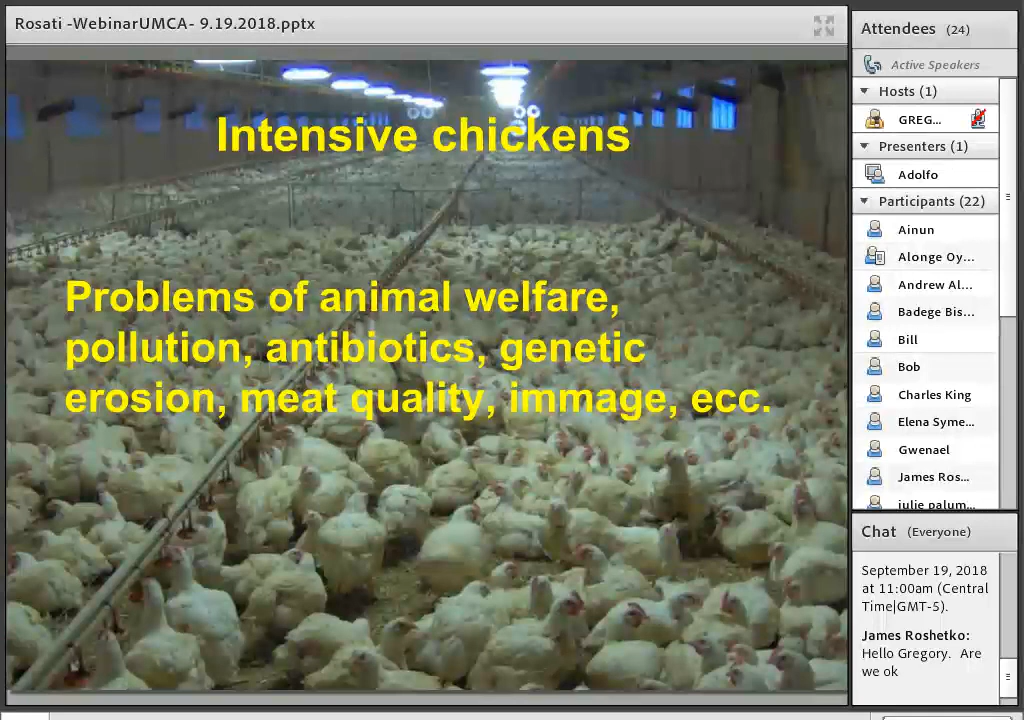 Rosati -WebinarUMCA- 9.19.2018.pptx
Intensive chickens
Problems of animal welfare,
pollution, antibiotics, genetic
erosion, meat quality, immage, ecc.
Attendees (24)
Active Speakers
Hosts (1)
GREG...
Presenters (1)
Adolfo
Participants (22)
Ainun
Alonge Oy...
Andrew Al...
Badege Bis...
Bill
Bob
Charles King
Elena Syme...
Gwenael
James Ros...
julie palum...
Chat (Everyone)
September 19, 2018
at 11:00am (Central
Time|GMT-5).
James Roshetko:
Hello Gregory. Are
we ok